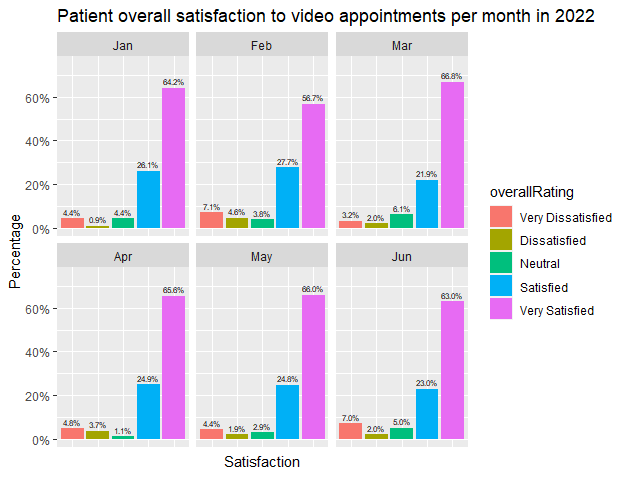 Patient overall satisfaction to video appointments per month in 2022
Jan
Feb
Mar
60%
40%
20%
0%
4.4%
0.9%
4.4%
26.1%
64.2%
7.1%
4.6%
3.8%
27.7%
56.7%
3.2%
2.0%
6.1%
21.9%
66.8%
Percentage
Apr
May
Jun
60%
40%
20%
0%
4.8%
3.7%
1.1%
24.9%
65.6%
4.4%
1.9%
2.9%
24.8%
66.0%
7.0%
2.0%
5.0%
23.0%
63.0%
Satisfaction
overallRating
Very Dissatisfied
Dissatisfied
Neutral
Satisfied
Very Satisfied